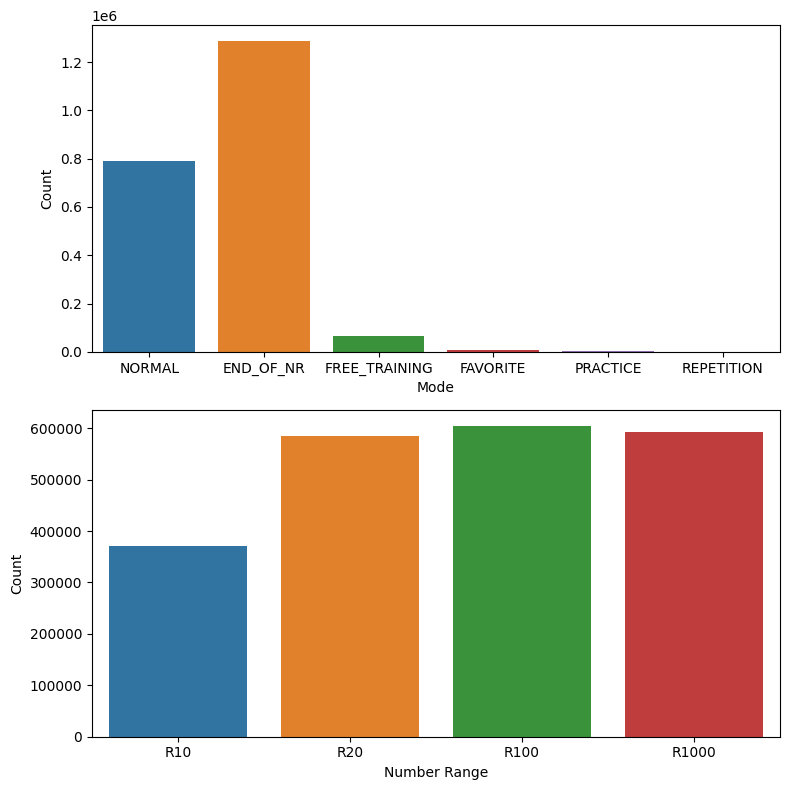 1e6
1.2
1.0
0.8
0.6
0.4
0.2
0.0
Count
NORMAL END_OF_NR FREE_TRAINING FAVORITE PRACTICE REPETITION
Mode
600000
500000
400000
300000
200000
100000
0
Count
R10 R20 R100 R1000
Number Range